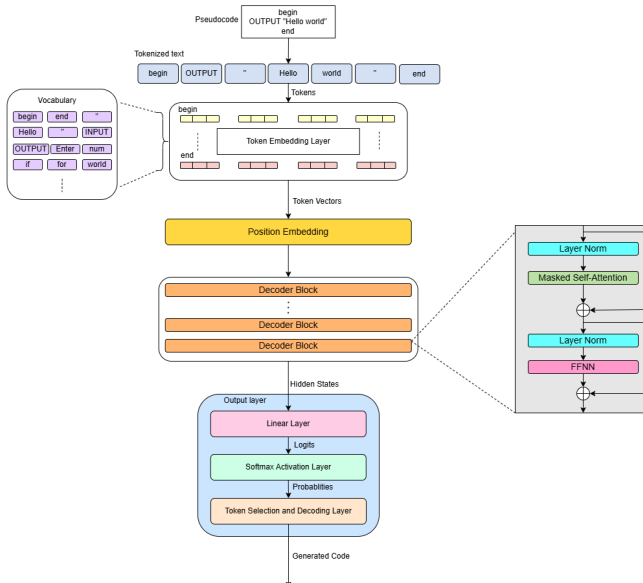 Pseudocode
begin
OUTPUT "Hello world"
end
Tokenized text
begin OUTPUT " Hello world " end
Tokens
Vocabulary
begin end "
Hello " INPUT
OUTPUT Enter num
if for world
begin
Token Embedding Layer
end
Token Vectors
Position Embedding
Decoder Block
Decoder Block
Decoder Block
Layer Norm
Masked Self-Attention
Layer Norm
FFNN
Hidden States
Output layer
Linear Layer
Logits
Softmax Activation Layer
Probablities
Token Selection and Decoding Layer
Generated Code